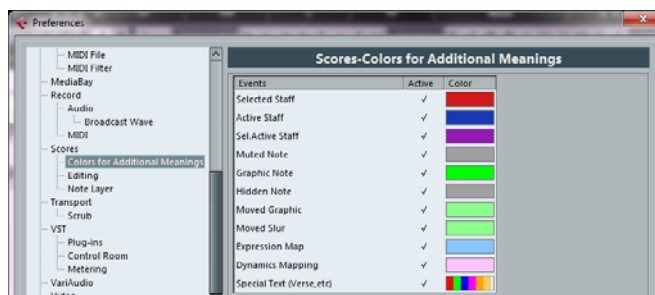 Preferences
MIDI File
MIDI Filter
MediaBay
Record
Audio
Broadcast Wave
MIDI
Scores
Colors for Additional Meanings
Editing
Note Layer
Transport
Scrub
VST
Plug-ins
Control Room
Metering
VariAudio
Video
Scores-Colors for Additional Meanings
Events Active Color
Selected Staff ✓
Active Staff ✓
Sel.Active Staff ✓
Muted Note ✓
Graphic Note ✓
Hidden Note ✓
Moved Graphic ✓
Moved Slur ✓
Expression Map ✓
Dynamics Mapping ✓
Special Text (Verse,etc) ✓